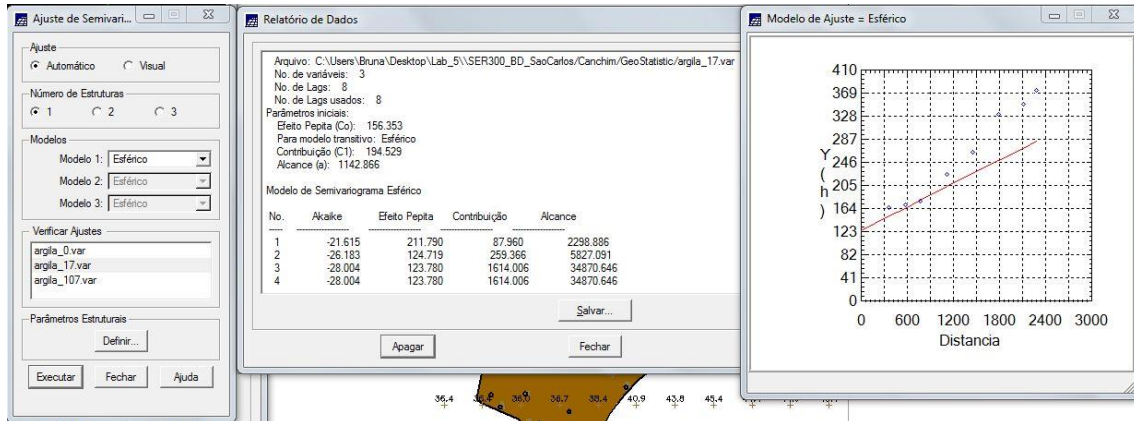 Ajuste de Semivari...
Ajuste
Automático Visual
Número de Estruturas
1 2 3
Modelos
Modelo 1: Esférico
Modelo 2: Esférico
Modelo 3: Esférico
Verificar Ajustes
argila_0.var
argila_17.var
argila_107.var
Parâmetros Estruturais
Definir...
Executar Fechar Ajuda
Relatório de Dados
Arquivo: C:\Users\Bruna\Desktop\Lab_5\\SER300_BD_SaoCarlos/Canchim/GeoStatistic/argila_17.var
No. de variáveis: 3
No. de Lags: 8
No. de Lags usados: 8
Parâmetros iniciais:
Efeito Pepita (Co): 156.353
Para modelo transitivo: Esférico
Contribuição (C1): 194.529
Alcance (a): 1142.866
Modelo de Semivariograma Esférico
No. Akaike Efeito Pepita Contribuição Alcance
1 -21.615 211.790 87.960 2298.886
2 -26.183 124.719 259.366 5827.091
3 -28.004 123.780 1614.006 34870.646
4 -28.004 123.780 1614.006 34870.646
Salvar...
Apagar Fechar
36.4 36.0 36.7 38.4 40.9 43.8 45.4
Modelo de Ajuste = Esférico
410
369
328
287
246
205
164
123
82
41
0
Y(h)
0 600 1200 1800 2400 3000
Distancia